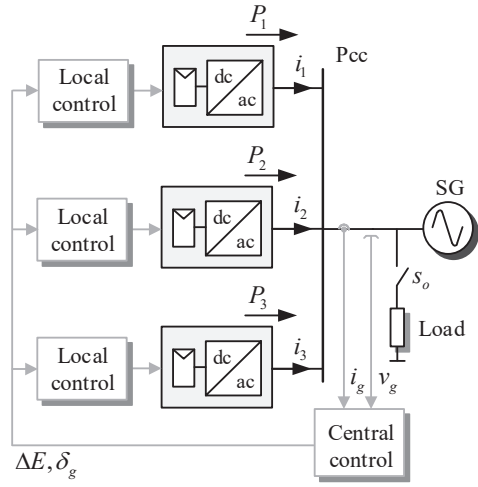 P1
Pcc
Local
control
dc
ac
i1
P2
SG
Local
control
dc
ac
i2
so
P3
Load
Local
control
dc
ac
i3
ig
vg
Central
control
ΔE, δg